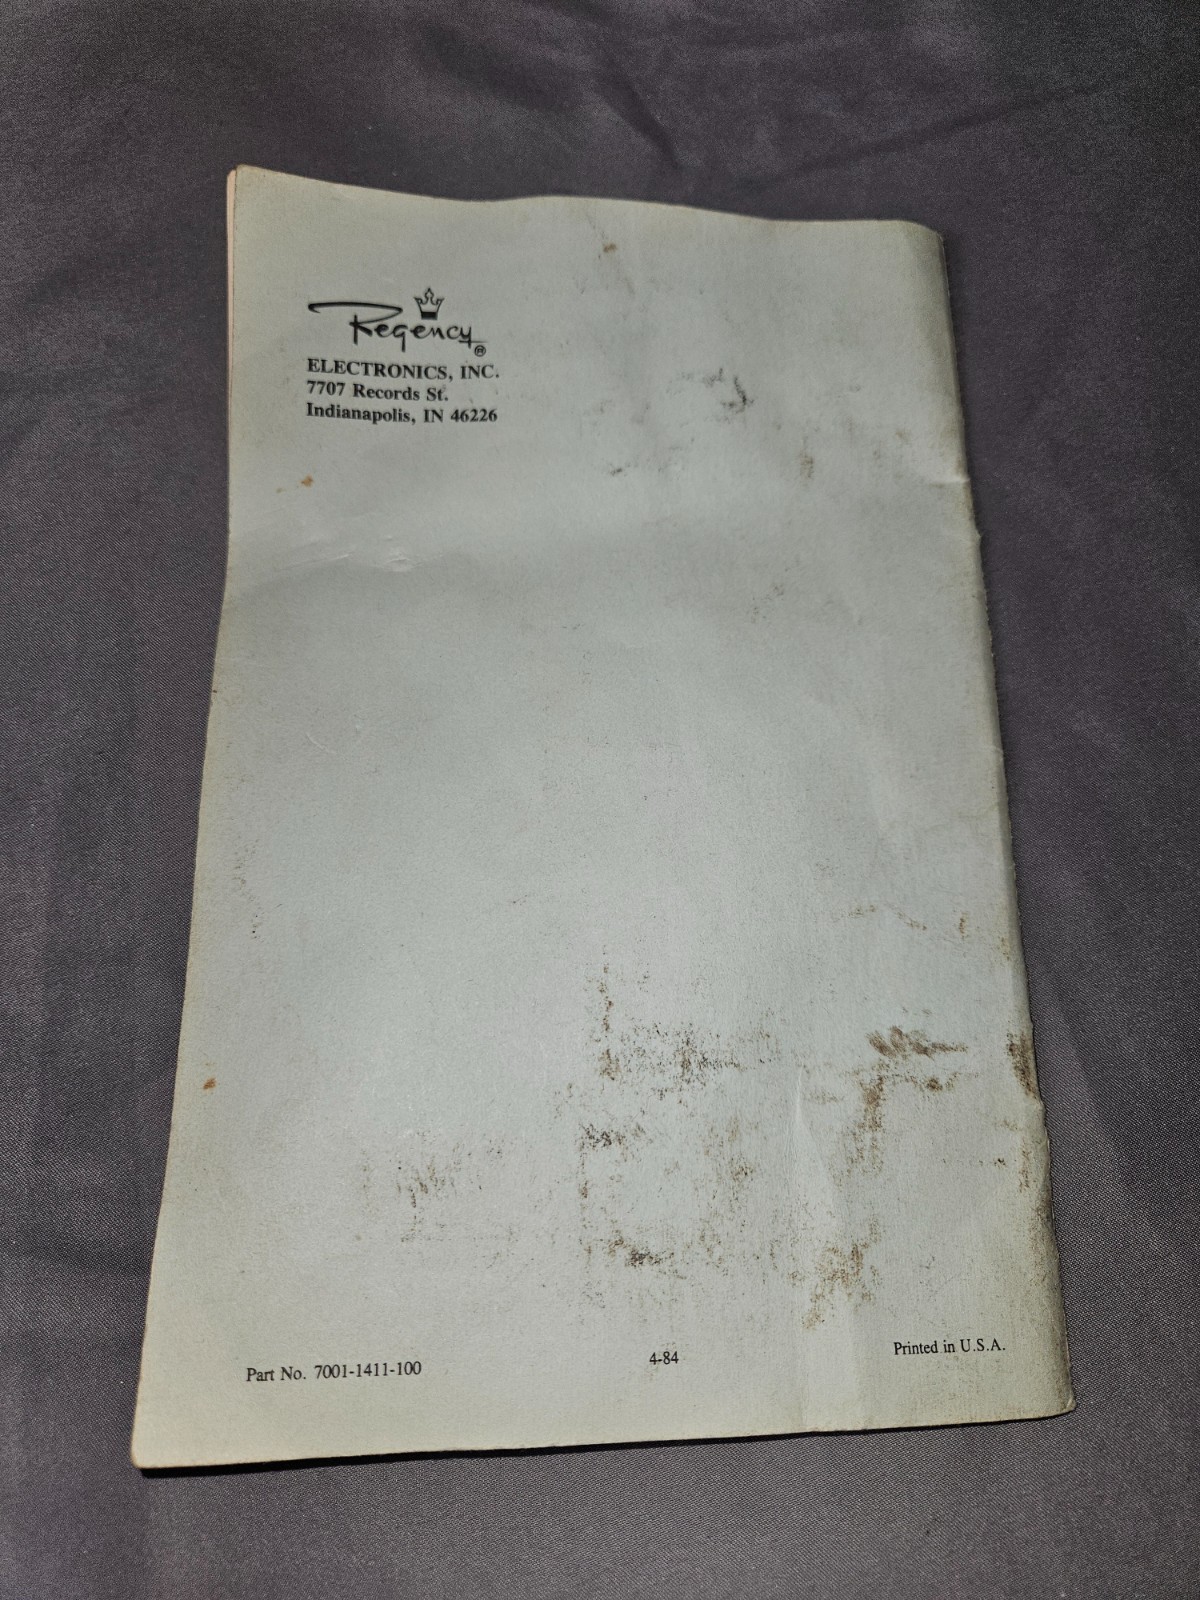 Regency®
ELECTRONICS, INC.
7707 Records St.
Indianapolis, IN 46226
Part No. 7001-1411-100
4-84
Printed in U.S.A.